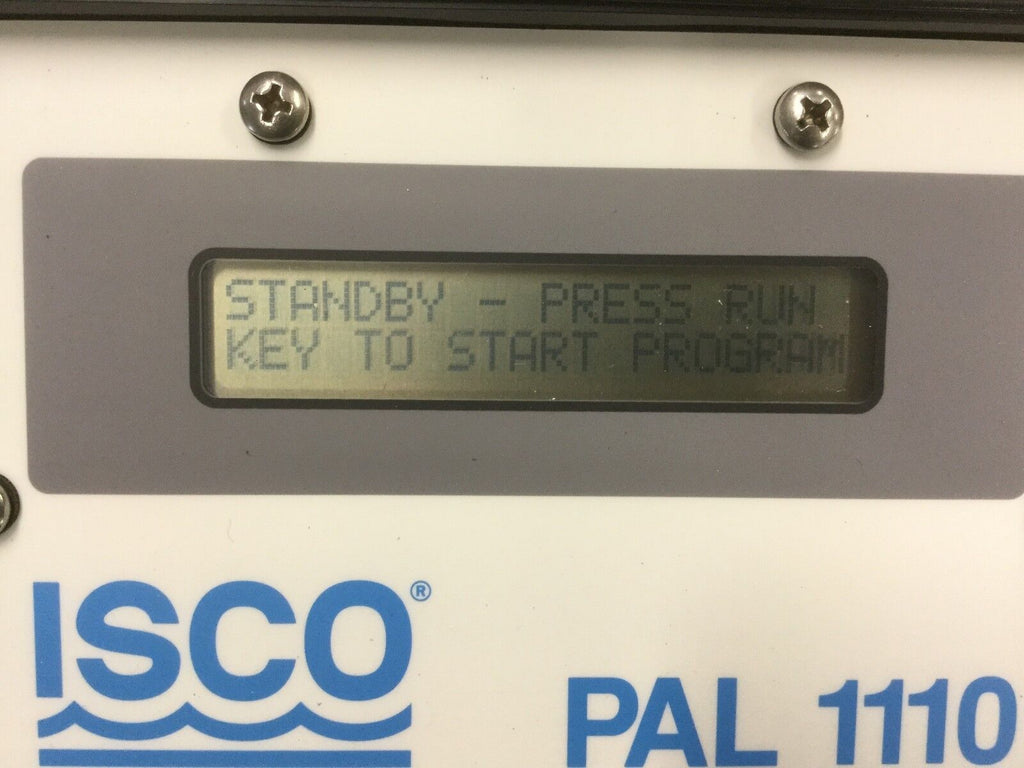 STANDBY - PRESS RUN
KEY TO START PROGRAM
ISCO®
PAL 1110